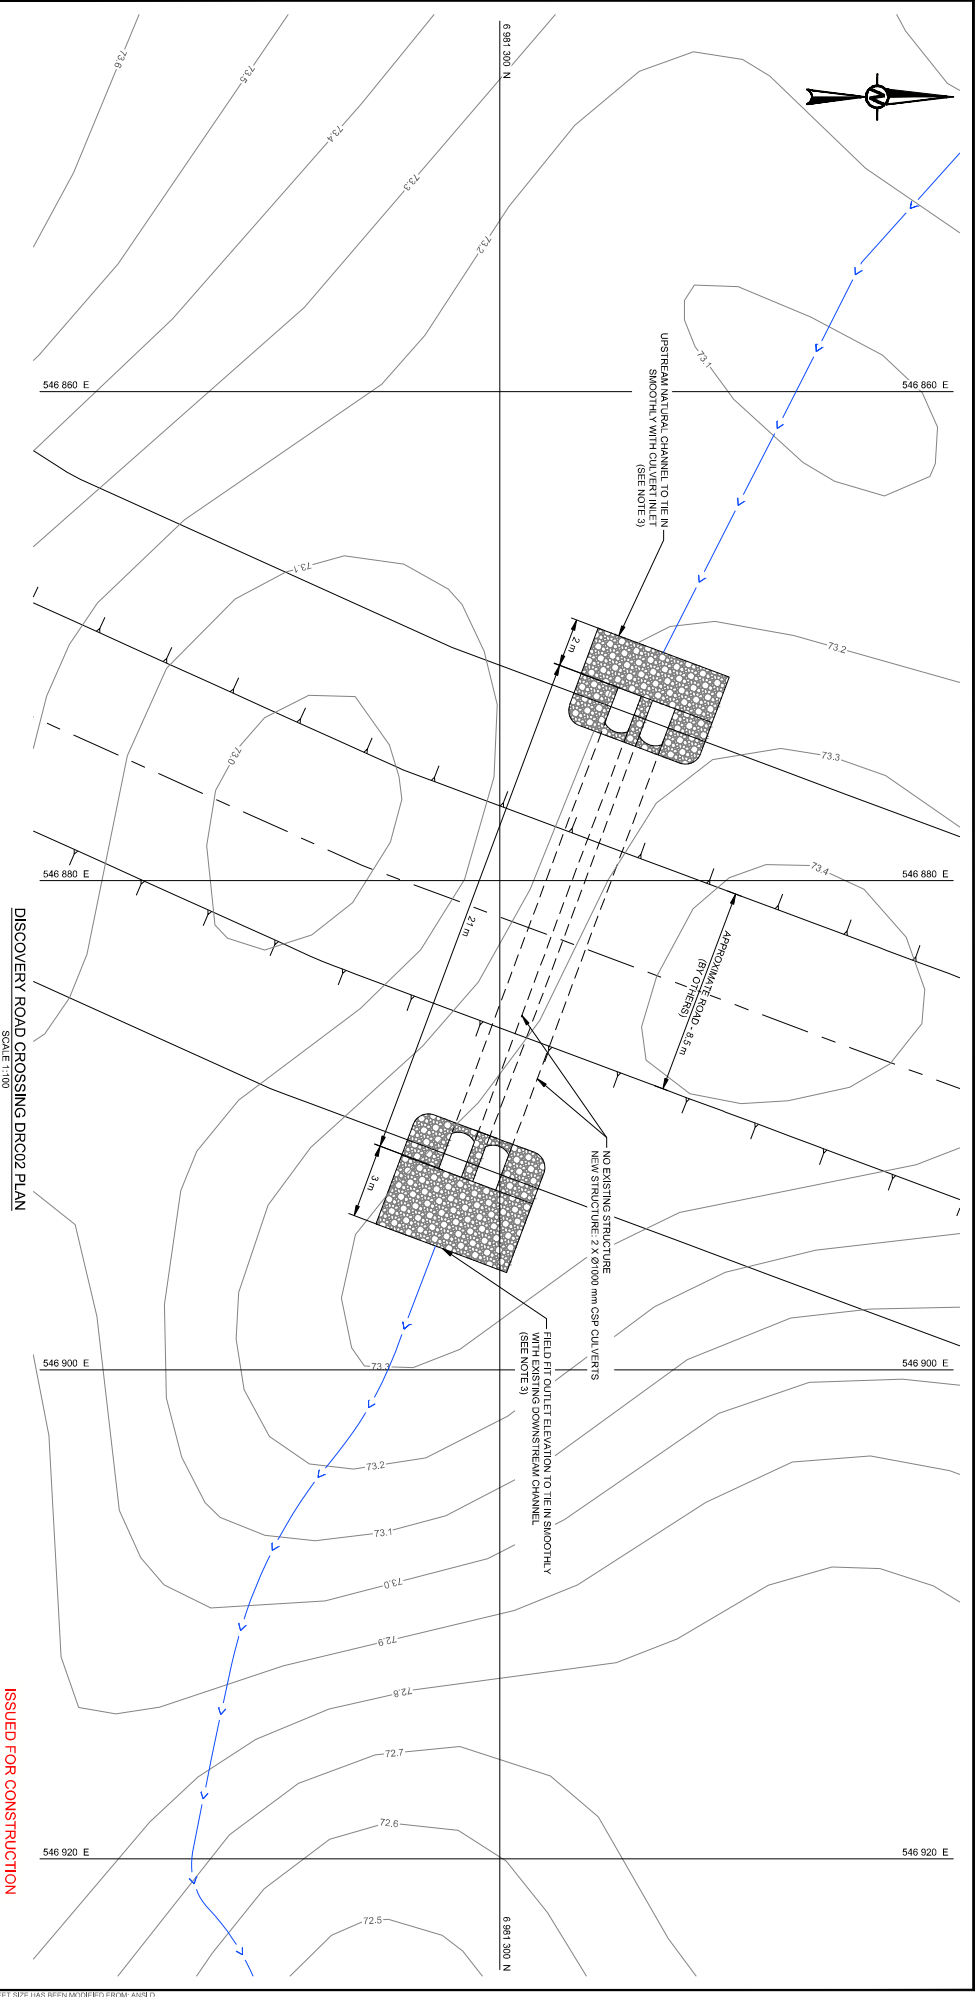 6 981 300 N
6 981 300 N
546 860 E
546 860 E
546 880 E
546 880 E
546 900 E
546 900 E
546 920 E
546 920 E
N
73.6
73.5
73.4
73.3
73.2
73.1
73.2
73.3
73.4
73.1
73.0
73.3
73.2
73.1
73.0
72.9
72.8
72.7
72.6
72.5
UPSTREAM NATURAL CHANNEL TO TIE IN
SMOOTHLY WITH CULVERT INLET
(SEE NOTE 3)
2 m
21 m
3 m
APPROXIMATE ROAD - 8.5 m
(BY OTHERS)
NO EXISTING STRUCTURE
NEW STRUCTURE: 2 X Ø1000 mm CSP CULVERTS
FIELD FIT OUTLET ELEVATION TO TIE IN SMOOTHLY
WITH EXISTING DOWNSTREAM CHANNEL
(SEE NOTE 3)
DISCOVERY ROAD CROSSING DRC02 PLAN
SCALE 1:100
ISSUED FOR CONSTRUCTION
SIZE HAS BEEN MODIFIED FROM: ANSI D